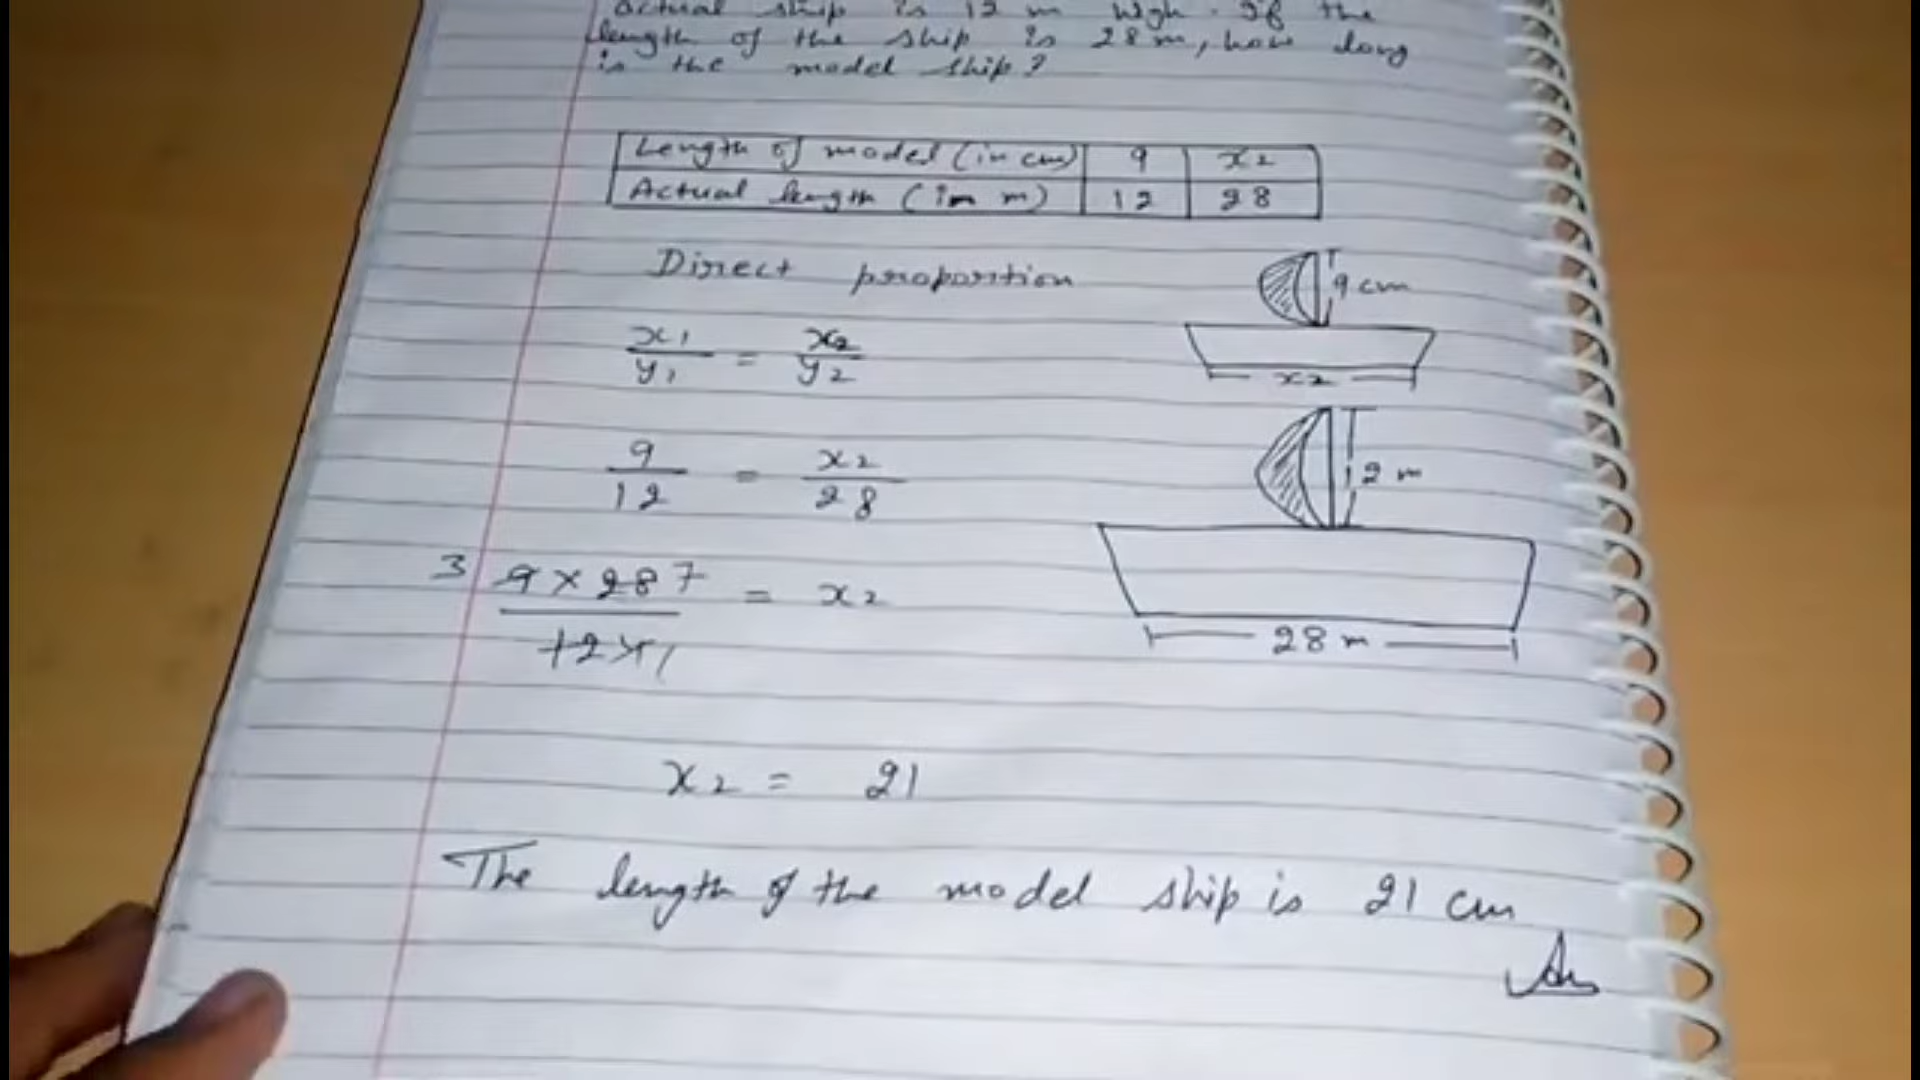 actual ship is 12 m high. If the
length of the ship is 28 m, how long
is the model ship?
Length of model (in cm) 9 x2
Actual length (in m) 12 28
Direct proportion
9 cm
x1/y1 = x2/y2
x2
9/12 = x2/28
12 m
3 9 × 28 7 / 12 × 1 = x2
28 m
x2 = 21
The length of the model ship is 21 cm
Ans